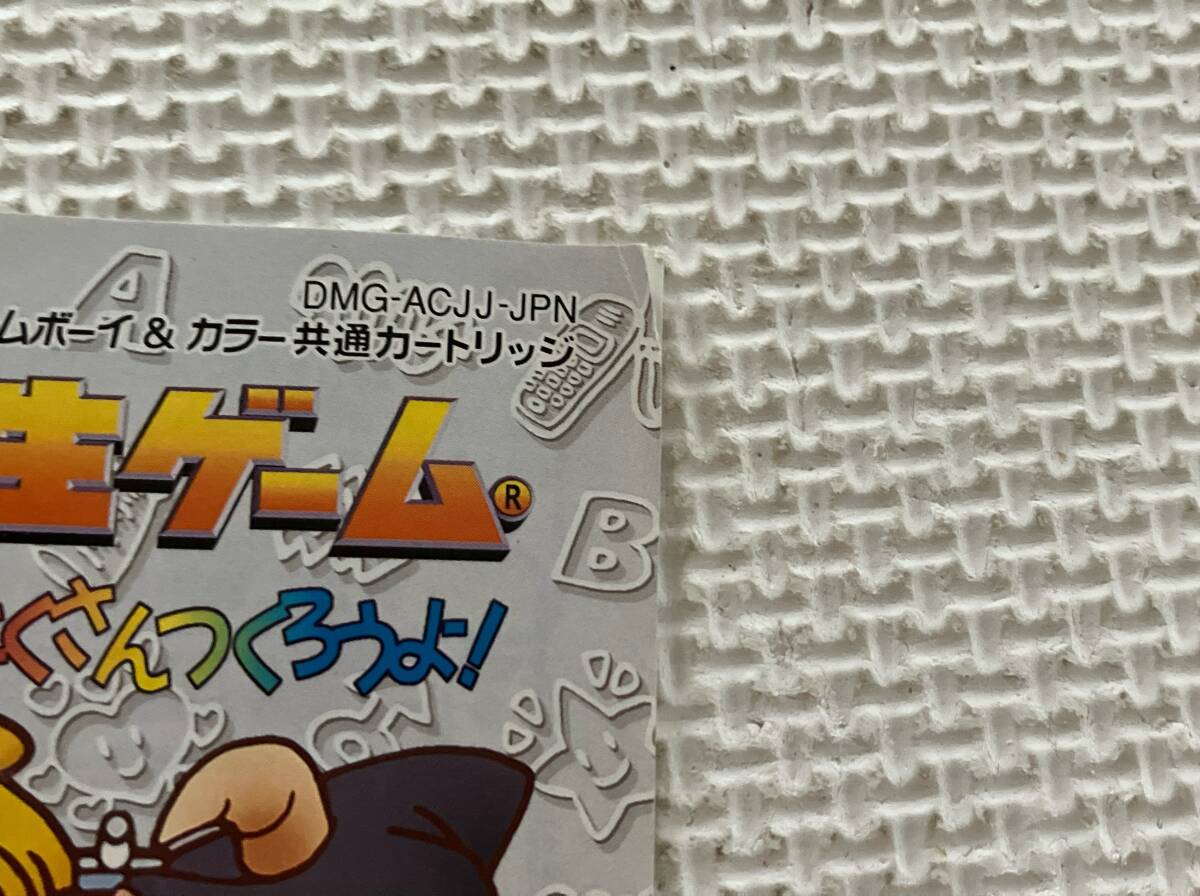 A
DMG-ACJJ-JPN
ムボーイ & カラー共通カートリッジ
生ゲーム®
B
くさんつくろうよ!